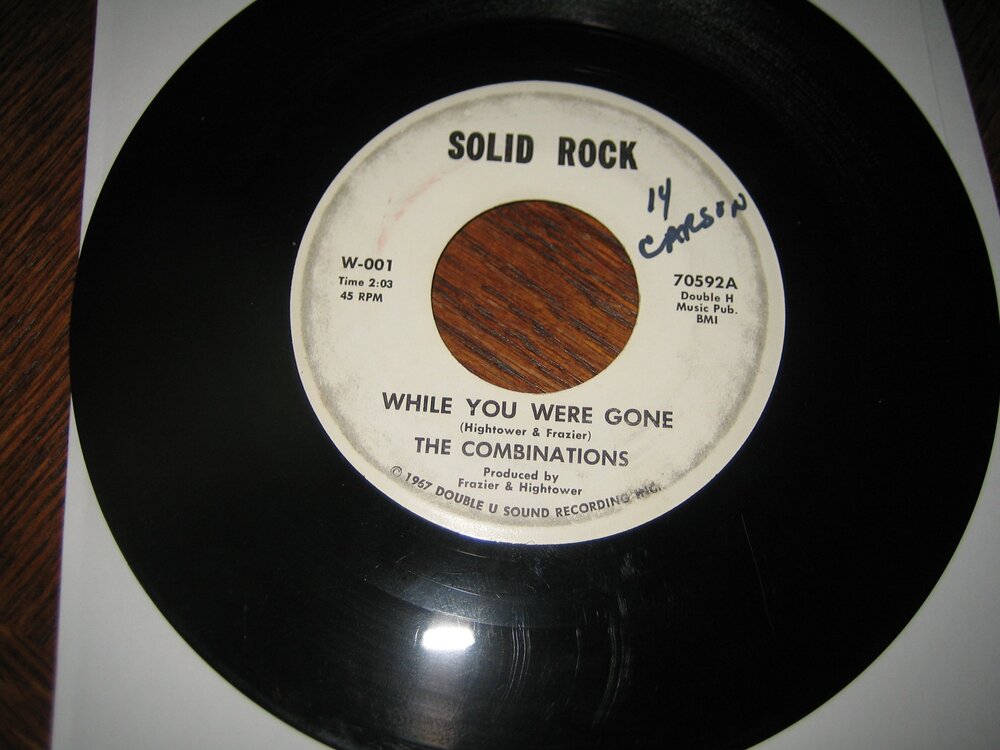 SOLID ROCK
14
CARSON
W-001
Time 2:03
45 RPM
70592A
Double H
Music Pub.
BMI
WHILE YOU WERE GONE
(Hightower & Frazier)
THE COMBINATIONS
Produced by
Frazier & Hightower
© 1967 DOUBLE U SOUND RECORDING INC.